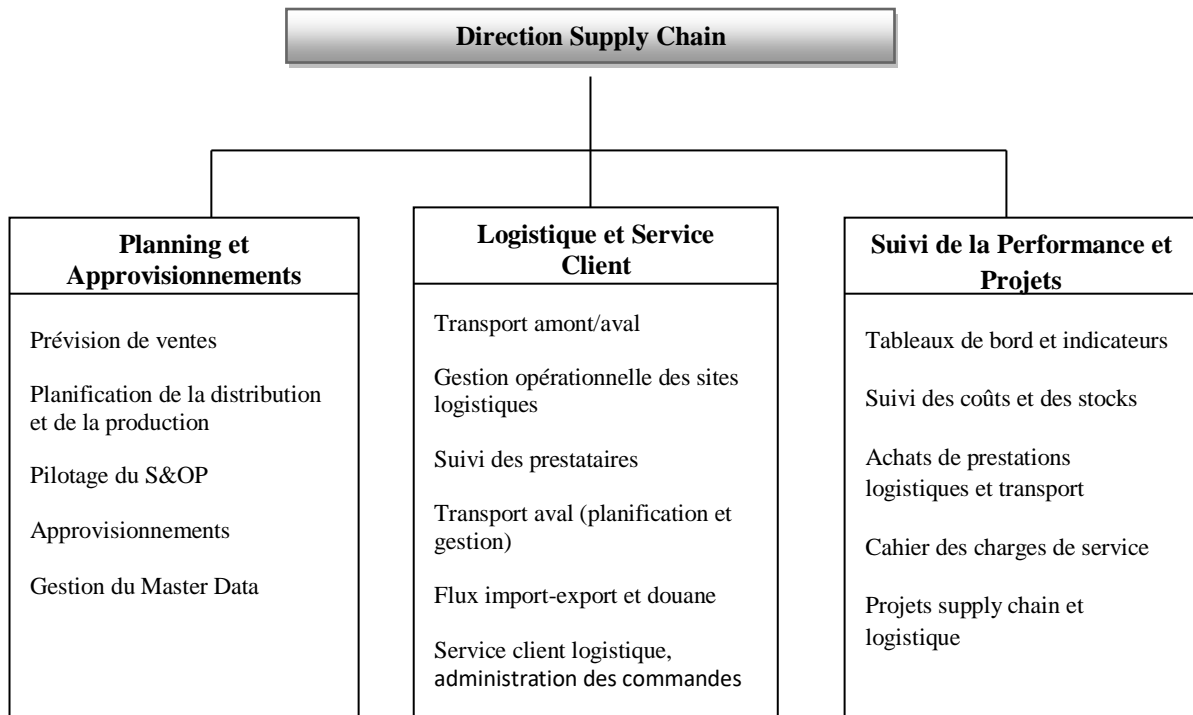 Direction Supply Chain
Planning et
Approvisionnements
Prévision de ventes
Planification de la distribution
et de la production
Pilotage du S&OP
Approvisionnements
Gestion du Master Data
Logistique et Service
Client
Transport amont/aval
Gestion opérationnelle des sites
logistiques
Suivi des prestataires
Transport aval (planification et
gestion)
Flux import-export et douane
Service client logistique,
administration des commandes
Suivi de la Performance et
Projets
Tableaux de bord et indicateurs
Suivi des coûts et des stocks
Achats de prestations
logistiques et transport
Cahier des charges de service
Projets supply chain et
logistique